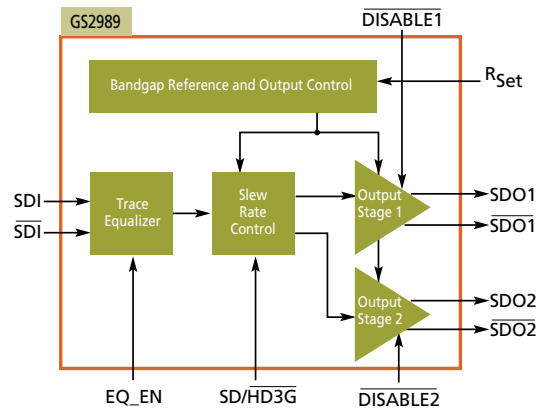 GS2989
DISABLE1
Bandgap Reference and Output Control
RSet
SDI
SDI
Trace
Equalizer
Slew
Rate
Control
Output
Stage 1
SDO1
SDO1
Output
Stage 2
SDO2
SDO2
EQ_EN
SD/HD3G
DISABLE2